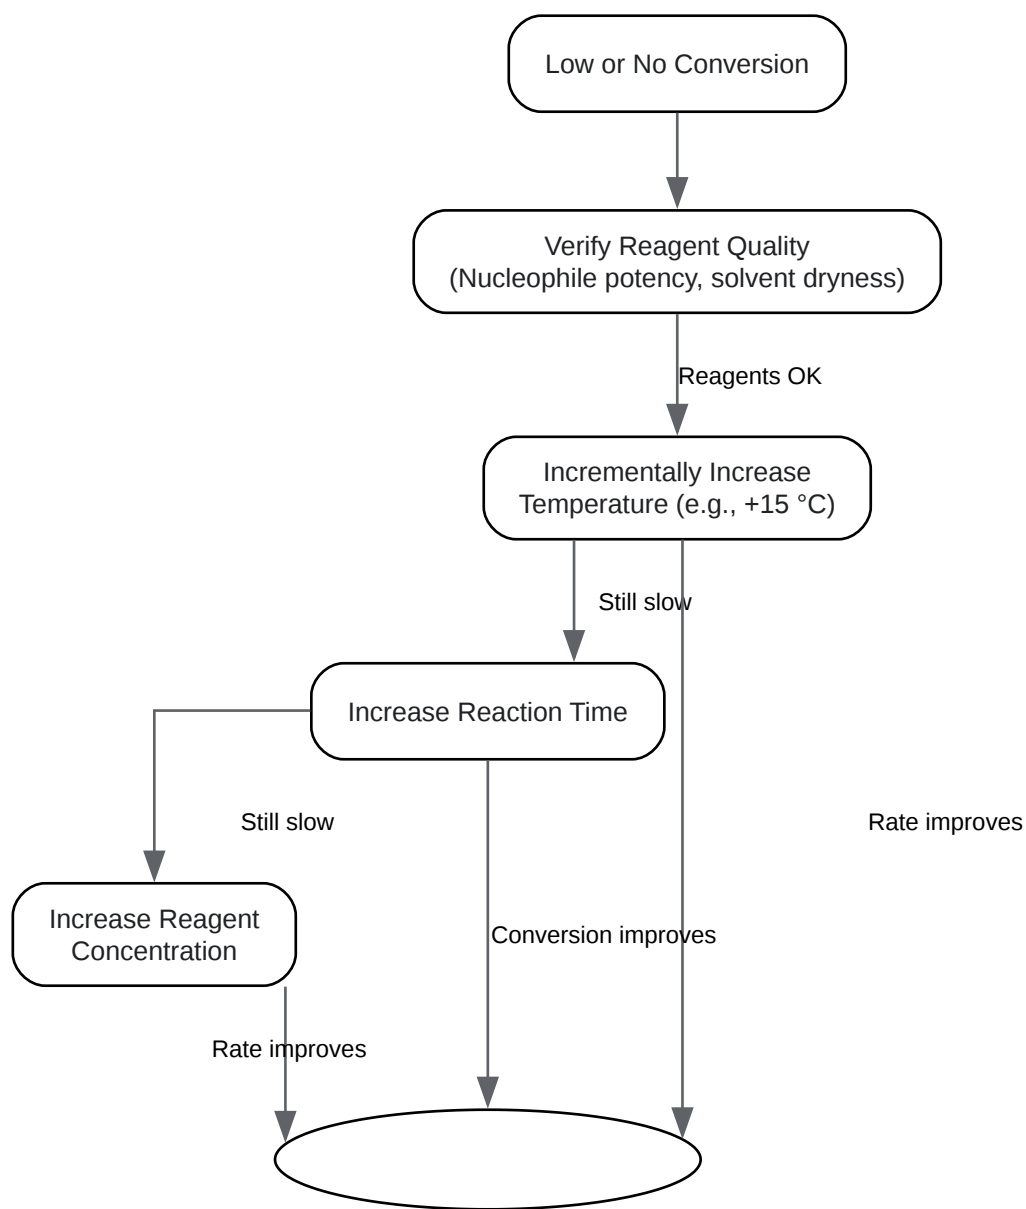 Low or No Conversion
Verify Reagent Quality
(Nucleophile potency, solvent dryness)
Reagents OK
Incrementally Increase
Temperature (e.g., +15 °C)
Still slow
Increase Reaction Time
Still slow
Rate improves
Increase Reagent
Concentration
Conversion improves
Rate improves